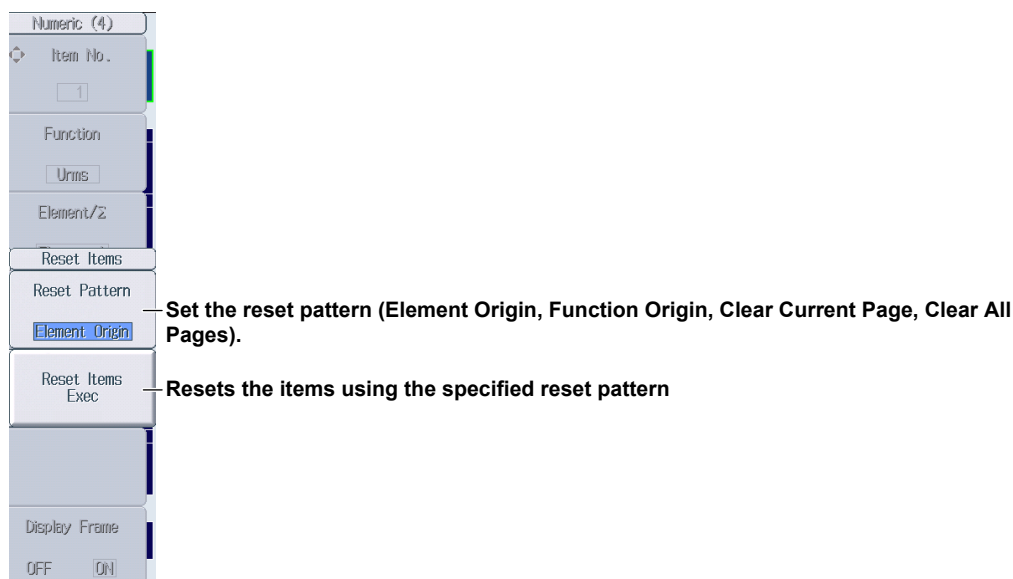 Numeric (4)
Item No.
1
Function
Urms
Element/Σ
Reset Items
Reset Pattern
Element Origin
Set the reset pattern (Element Origin, Function Origin, Clear Current Page, Clear All
Pages).
Reset Items
Exec
Resets the items using the specified reset pattern
Display Frame
OFF ON